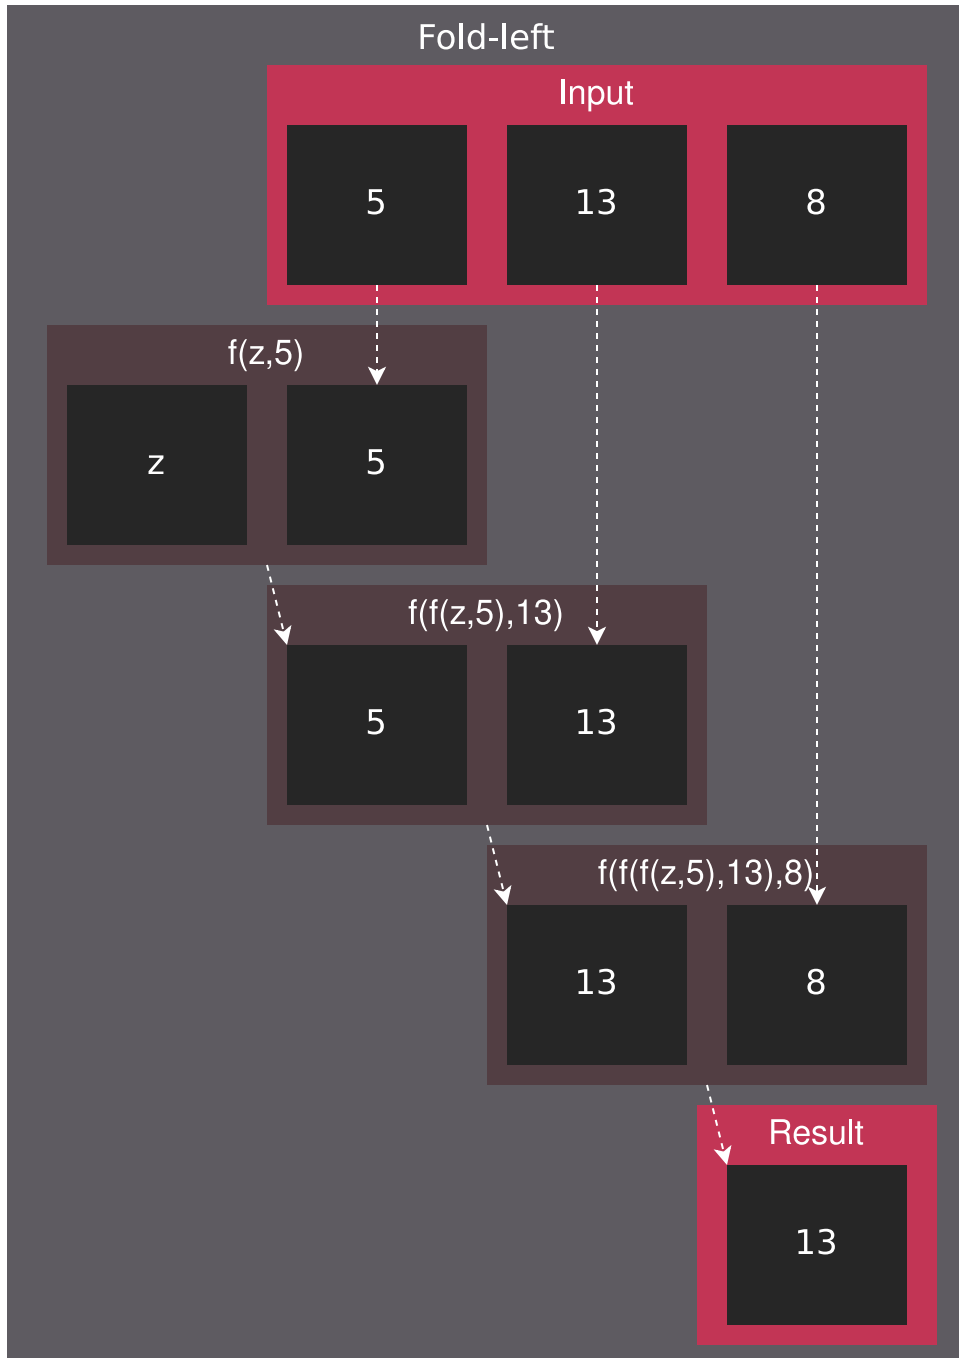 Fold-left
Input
5 13 8
f(z,5)
z 5
f(f(z,5),13)
5 13
f(f(f(z,5),13),8)
13 8
Result
13